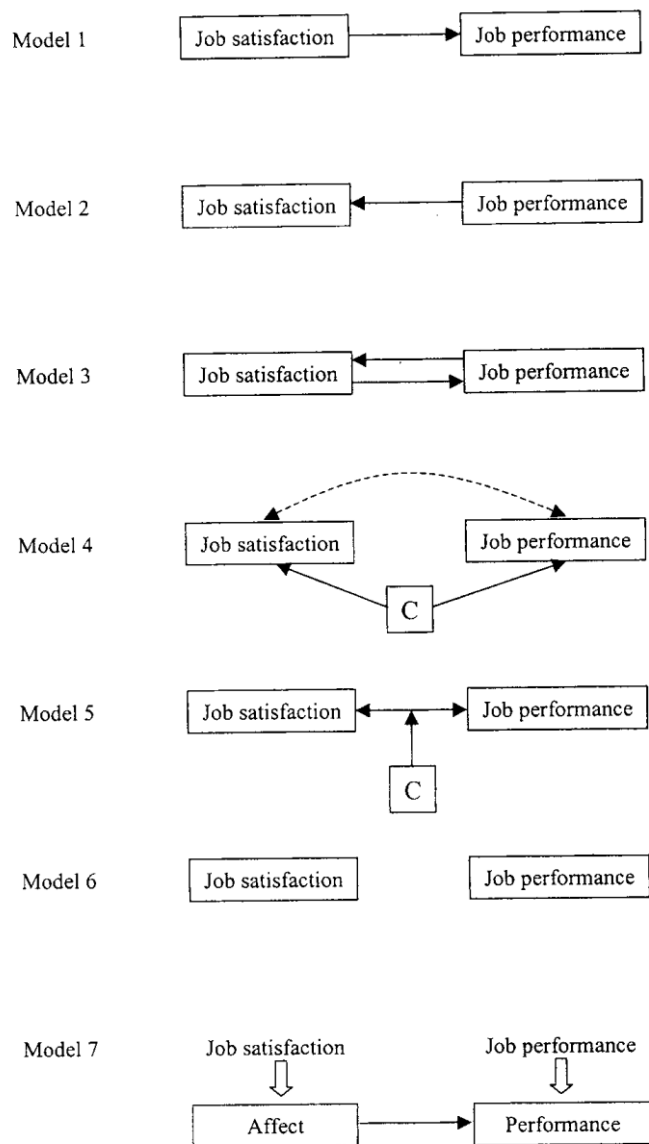 Model 1 Job satisfaction Job performance
Model 2 Job satisfaction Job performance
Model 3 Job satisfaction Job performance
Model 4 Job satisfaction Job performance
C
Model 5 Job satisfaction Job performance
C
Model 6 Job satisfaction Job performance
Model 7 Job satisfaction Job performance
Affect Performance